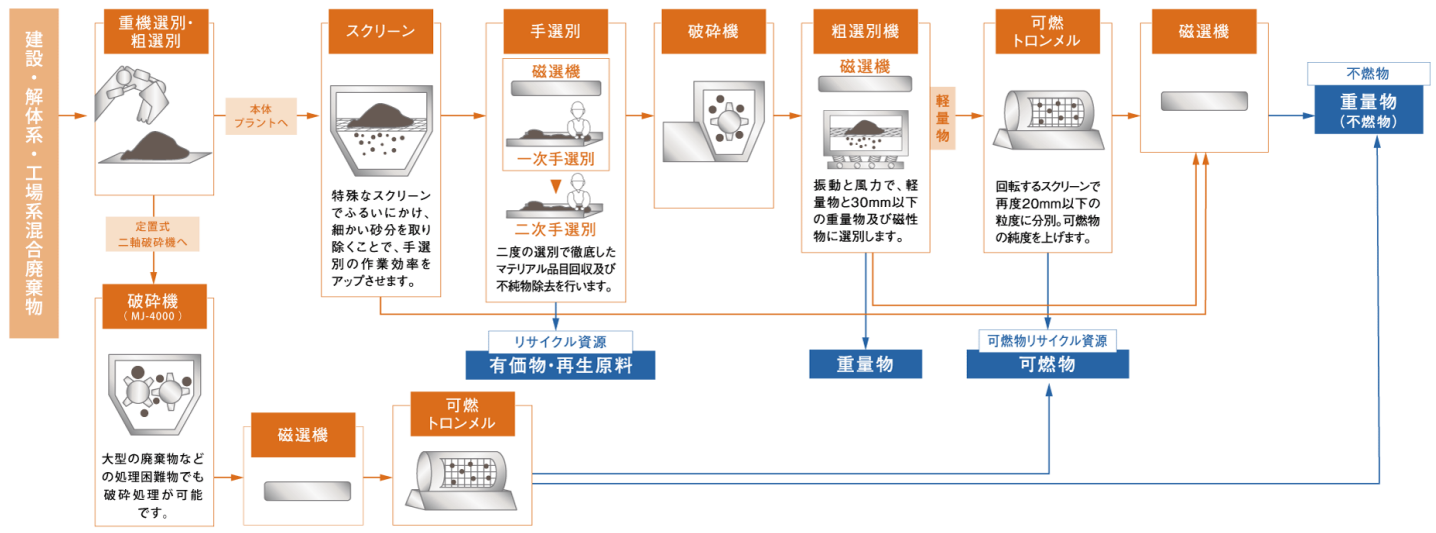 建設・解体系・工場系混合廃棄物
重機選別・
粗選別
本体
プラントへ
定置式
二軸破砕機へ
スクリーン
特殊なスクリーン
でふるいにかけ、
細かい砂分を取り
除くことで、手選
別の作業効率を
アップさせます。
手選別
磁選機
一次手選別
二次手選別
二度の選別で徹底した
マテリアル品目回収及び
不純物除去を行います。
破砕機
粗選別機
磁選機
振動と風力で、軽
量物と30mm以下
の重量物及び磁性
物に選別します。
軽量物
可燃
トロンメル
回転するスクリーンで
再度20mm以下の
粒度に分別。可燃物
の純度を上げます。
磁選機
不燃物
重量物
（不燃物）
リサイクル資源
有価物・再生原料
重量物
可燃物リサイクル資源
可燃物
破砕機
（MJ-4000）
大型の廃棄物など
の処理困難物でも
破砕処理が可能
です。
磁選機
可燃
トロンメル